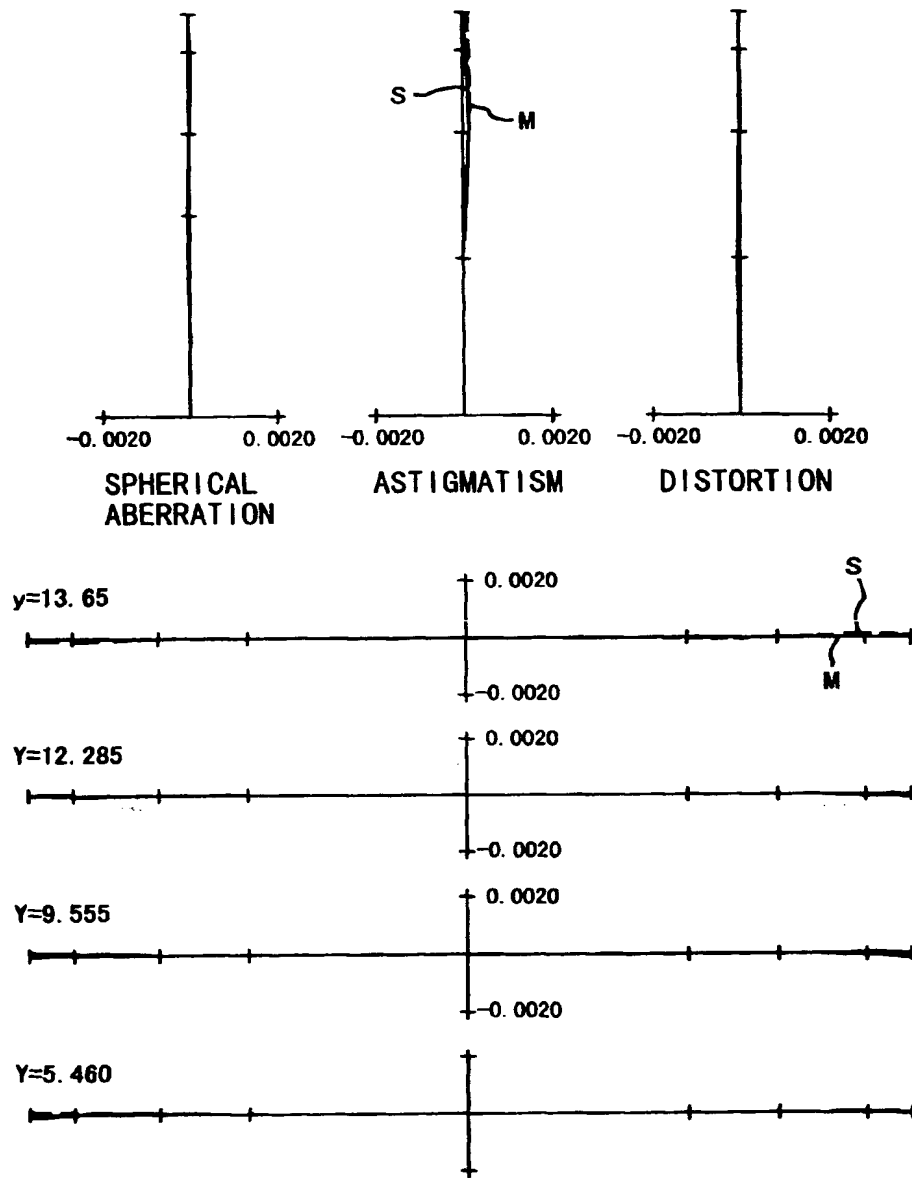 S
M
-0.0020 0.0020 -0.0020 0.0020 -0.0020 0.0020
SPHERICAL
ABERRATION
ASTIGMATISM
DISTORTION
y=13.65
0.0020
S
M
-0.0020
Y=12.285
0.0020
-0.0020
Y=9.555
0.0020
-0.0020
Y=5.460